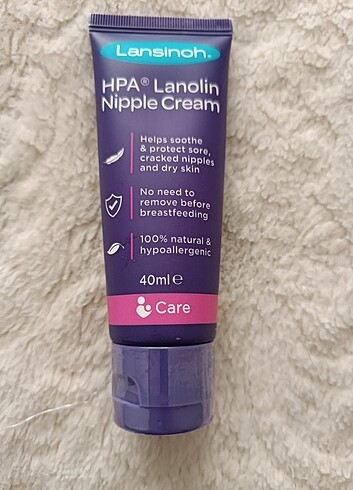 Lansinoh®
HPA® Lanolin
Nipple Cream
Helps soothe
& protect sore,
cracked nipples
and dry skin
No need to
remove before
breastfeeding
100% natural &
hypoallergenic
40ml ℮
Care